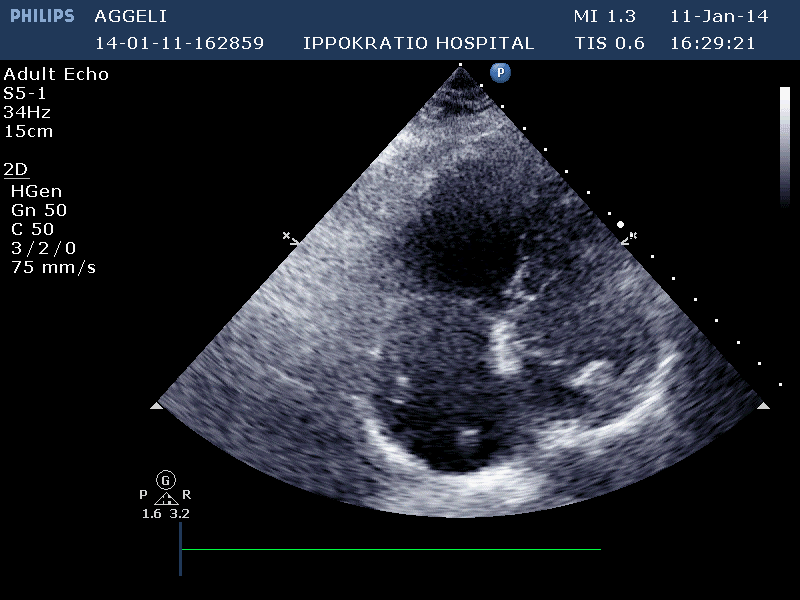 PHILIPS AGGELI MI 1.3 11-Jan-14
14-01-11-162859 IPPOKRATIO HOSPITAL TIS 0.6 16:29:21
Adult Echo
S5-1
34Hz
15cm
2D
HGen
Gn 50
C 50
3/2/0
75 mm/s
P
x
x
G
P R
1.6 3.2